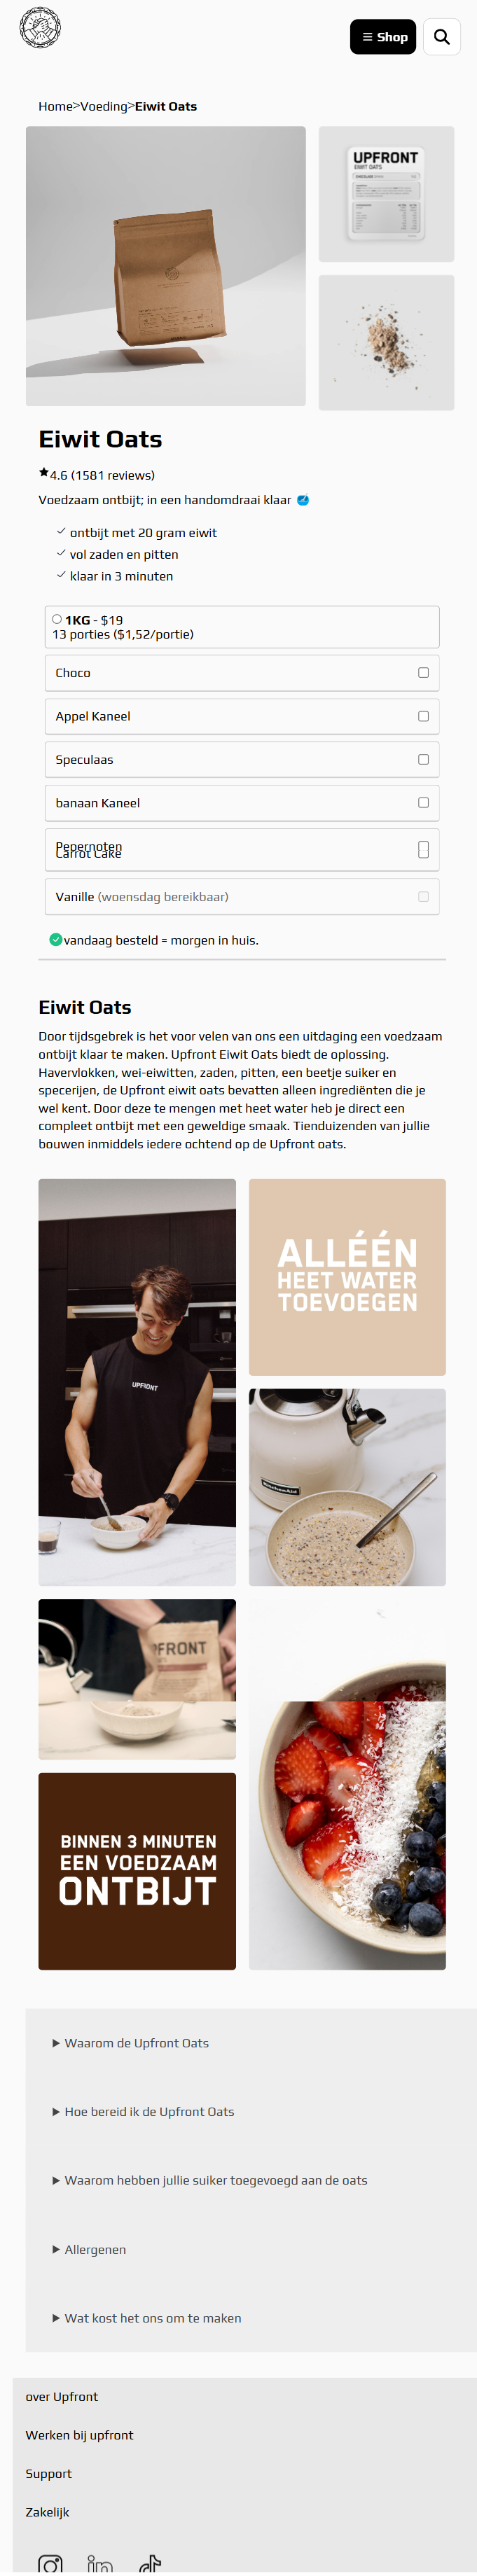 Shop
Home>Voeding>Eiwit Oats
UPFRONT
EIWIT OATS
Eiwit Oats
4.6 (1581 reviews)
Voedzaam ontbijt; in een handomdraai klaar
ontbijt met 20 gram eiwit
vol zaden en pitten
klaar in 3 minuten
1KG - $19
13 porties ($1,52/portie)
Choco
Appel Kaneel
Speculaas
banaan Kaneel
Pepernoten
Carrot Cake
Vanille (woensdag bereikbaar)
vandaag besteld = morgen in huis.
Eiwit Oats
Door tijdsgebrek is het voor velen van ons een uitdaging een voedzaam
ontbijt klaar te maken. Upfront Eiwit Oats biedt de oplossing.
Havervlokken, wei-eiwitten, zaden, pitten, een beetje suiker en
specerijen, de Upfront eiwit oats bevatten alleen ingrediënten die je
wel kent. Door deze te mengen met heet water heb je direct een
compleet ontbijt met een geweldige smaak. Tienduizenden van jullie
bouwen inmiddels iedere ochtend op de Upfront oats.
UPFRONT
ALLÉÉN
HEET WATER
TOEVOEGEN
KitchenAid
PFRONT
BINNEN 3 MINUTEN
EEN VOEDZAAM
ONTBIJT
Waarom de Upfront Oats
Hoe bereid ik de Upfront Oats
Waarom hebben jullie suiker toegevoegd aan de oats
Allergenen
Wat kost het ons om te maken
over Upfront
Werken bij upfront
Support
Zakelijk
in